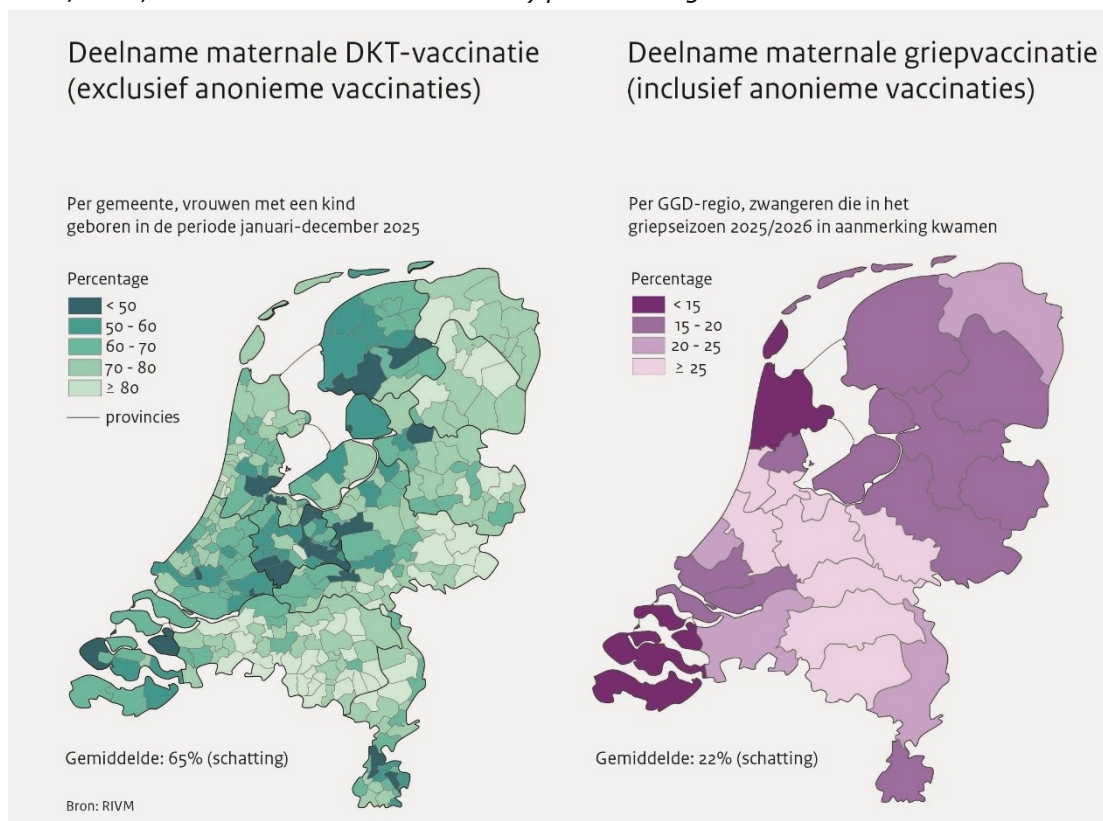 Deelname maternale DKT-vaccinatie
(exclusief anonieme vaccinaties)
Per gemeente, vrouwen met een kind
geboren in de periode januari-december 2025
Percentage
< 50
50 - 60
60 - 70
70 - 80
≥ 80
provincies
Gemiddelde: 65% (schatting)
Bron: RIVM
Deelname maternale griepvaccinatie
(inclusief anonieme vaccinaties)
Per GGD-regio, zwangeren die in het
griepseizoen 2025/2026 in aanmerking kwamen
Percentage
< 15
15 - 20
20 - 25
≥ 25
Gemiddelde: 22% (schatting)